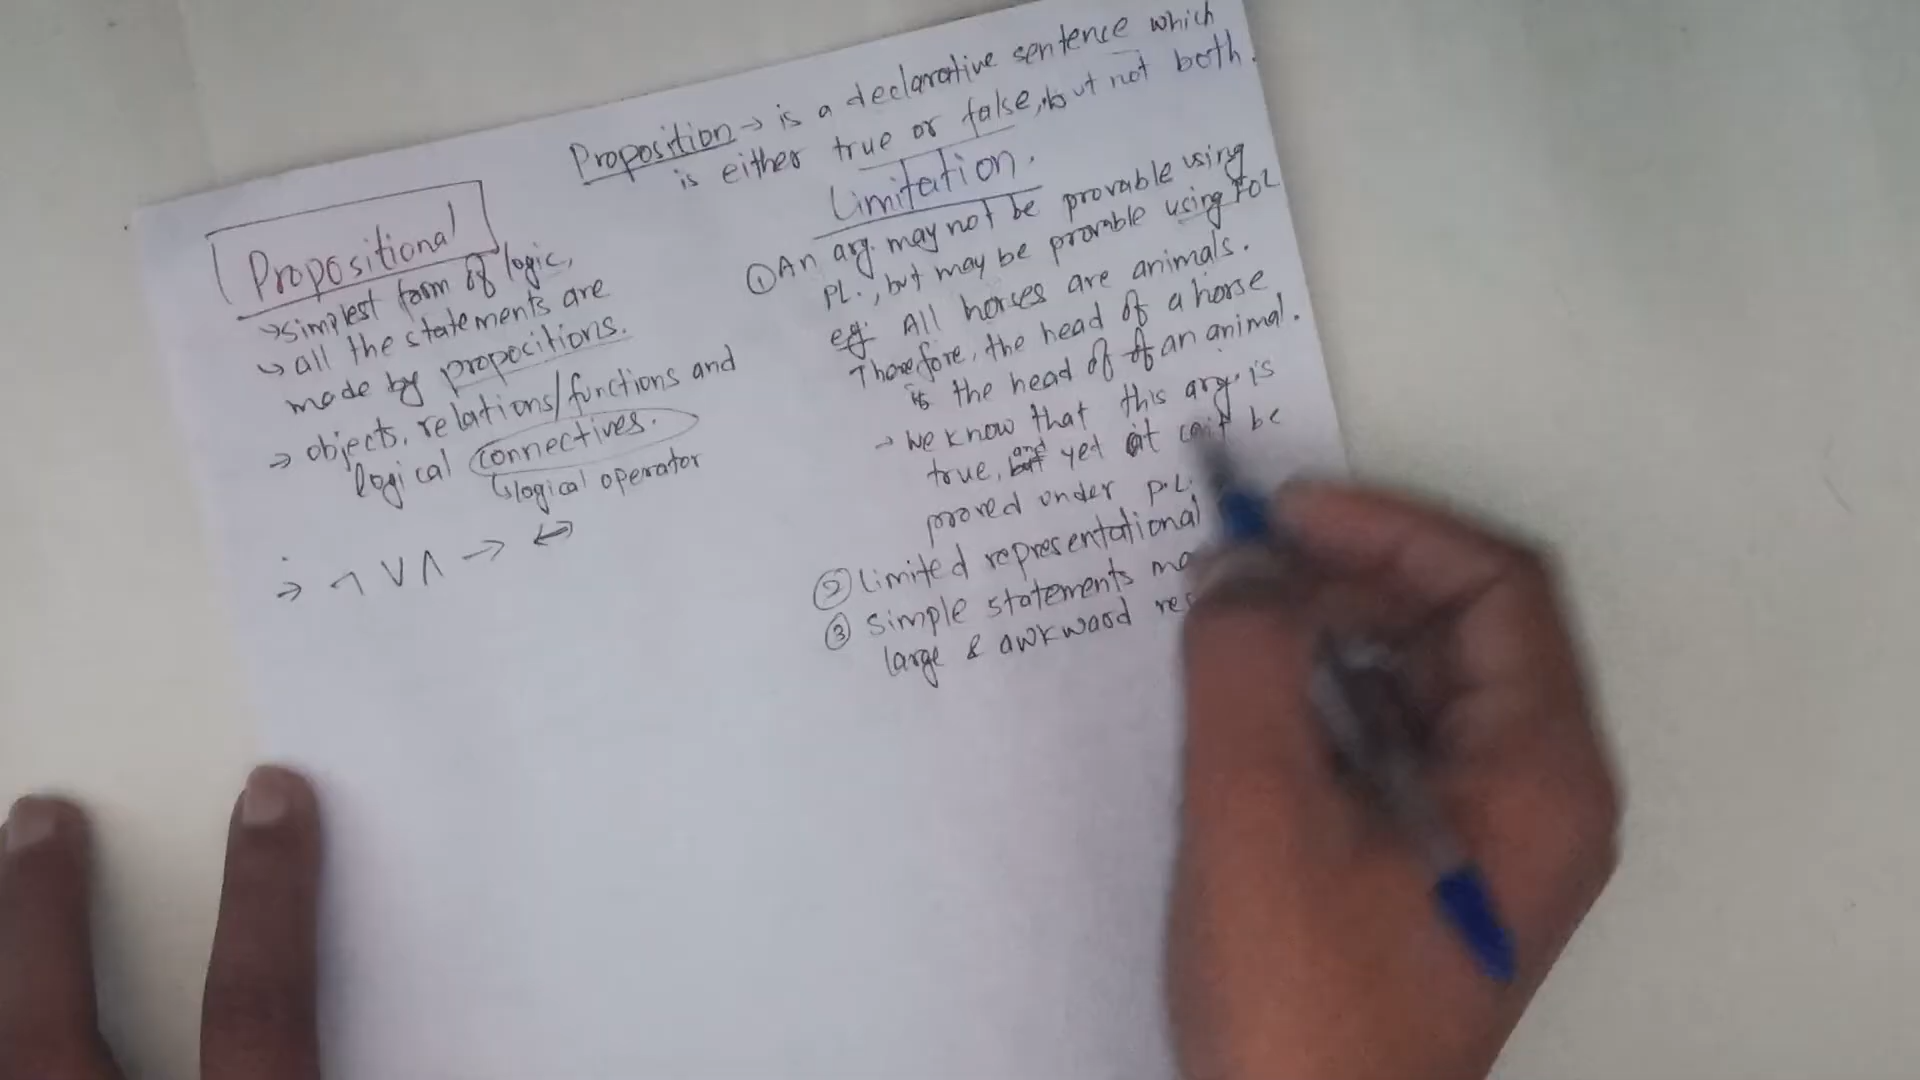 Proposition → is a declarative sentence which
is either true or false, but not both.
Propositional
→ simplest form of logic,
↳ all the statements are
made by propositions.
→ objects, relations/functions and
logical connectives.
↳ logical operator
→ ¬ ∨ ∧ → ↔
Limitation.
① An arg. may not be provable using
PL., but may be provable using FOL
eg: All horses are animals.
Therefore, the head of a horse
is the head of of an animal.
→ We know that this arg. is
true, and yet it can't be
proved under P.L.
② Limited representational
③ Simple statements
large & awkward